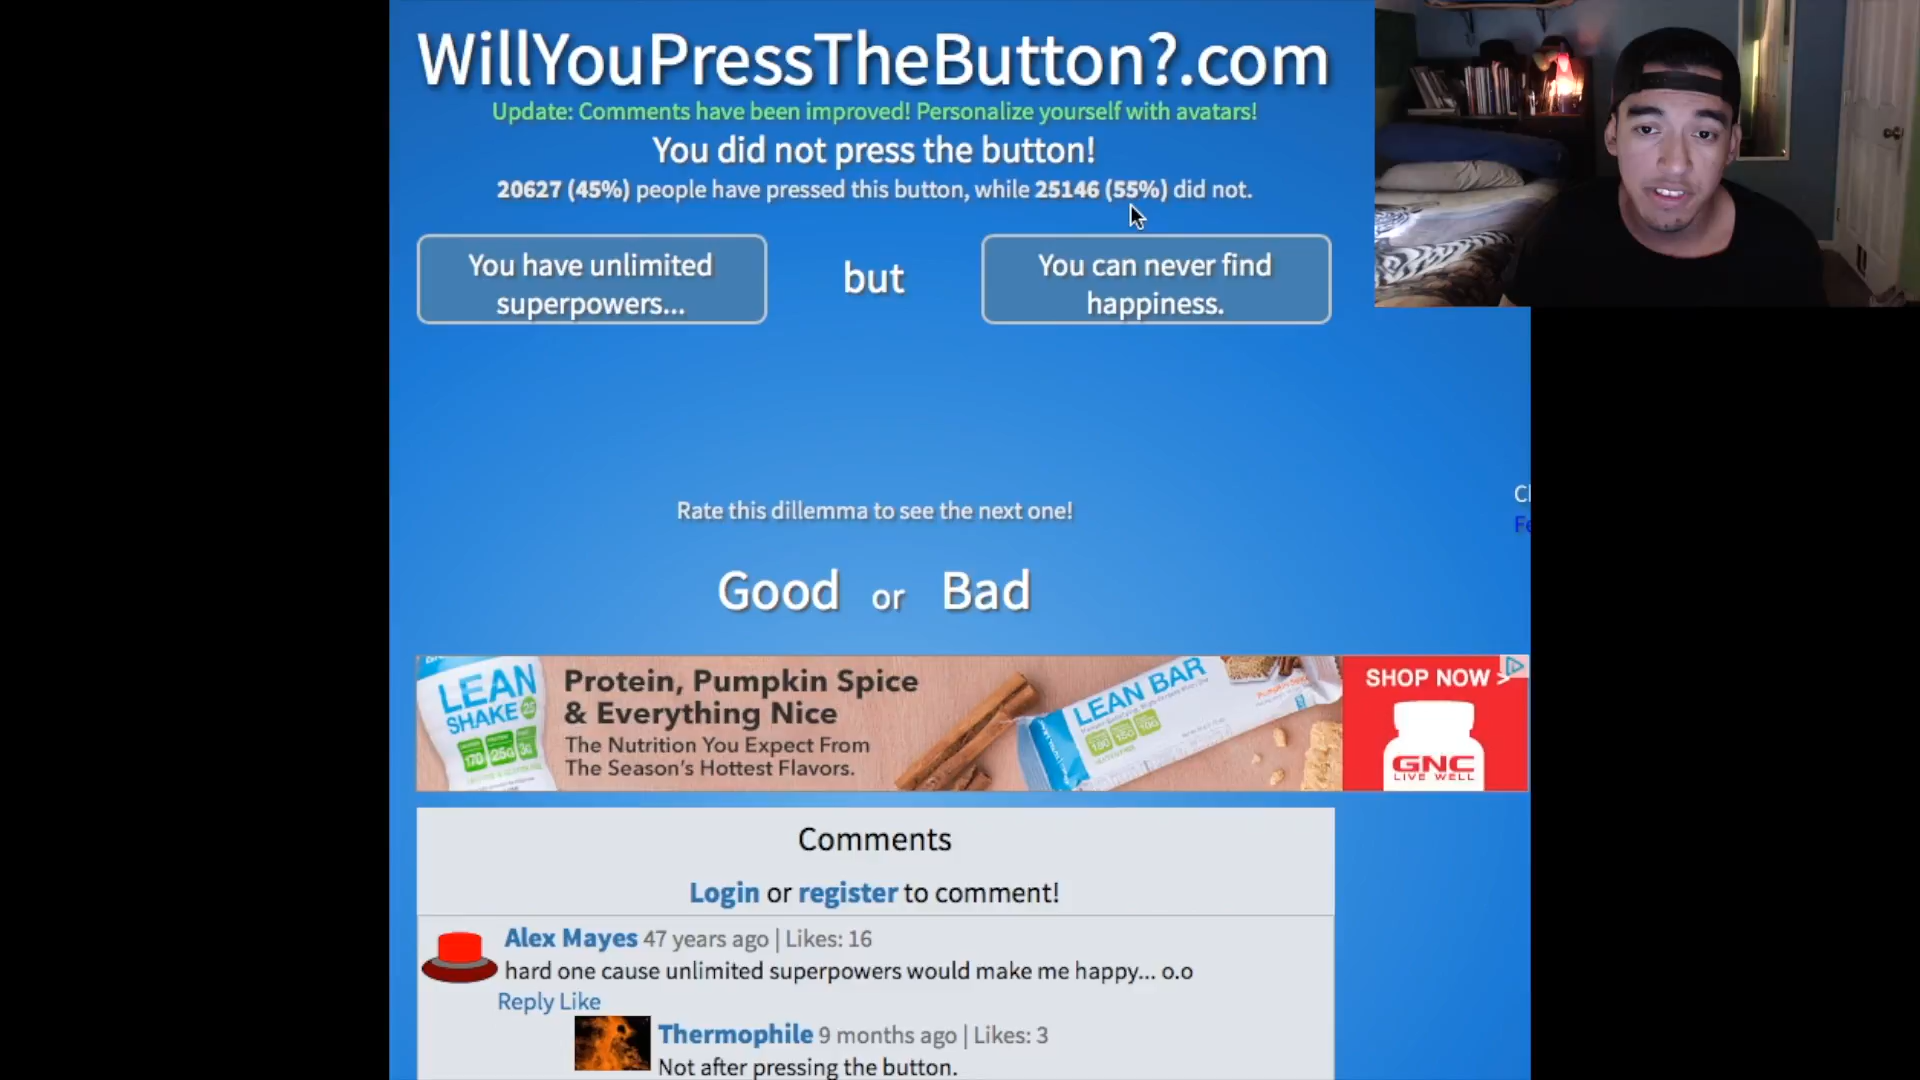 WillYouPressTheButton?.com
Update: Comments have been improved! Personalize yourself with avatars!
You did not press the button!
20627 (45%) people have pressed this button, while 25146 (55%) did not.
You have unlimited
superpowers...
but
You can never find
happiness.
Rate this dillemma to see the next one!
Good or Bad
LEAN
SHAKE 25
170 25G 3G
Protein, Pumpkin Spice
& Everything Nice
The Nutrition You Expect From
The Season's Hottest Flavors.
LEAN BAR
SHOP NOW >
GNC
LIVE WELL
Comments
Login or register to comment!
Alex Mayes 47 years ago | Likes: 16
hard one cause unlimited superpowers would make me happy... o.o
Reply Like
Thermophile 9 months ago | Likes: 3
Not after pressing the button.